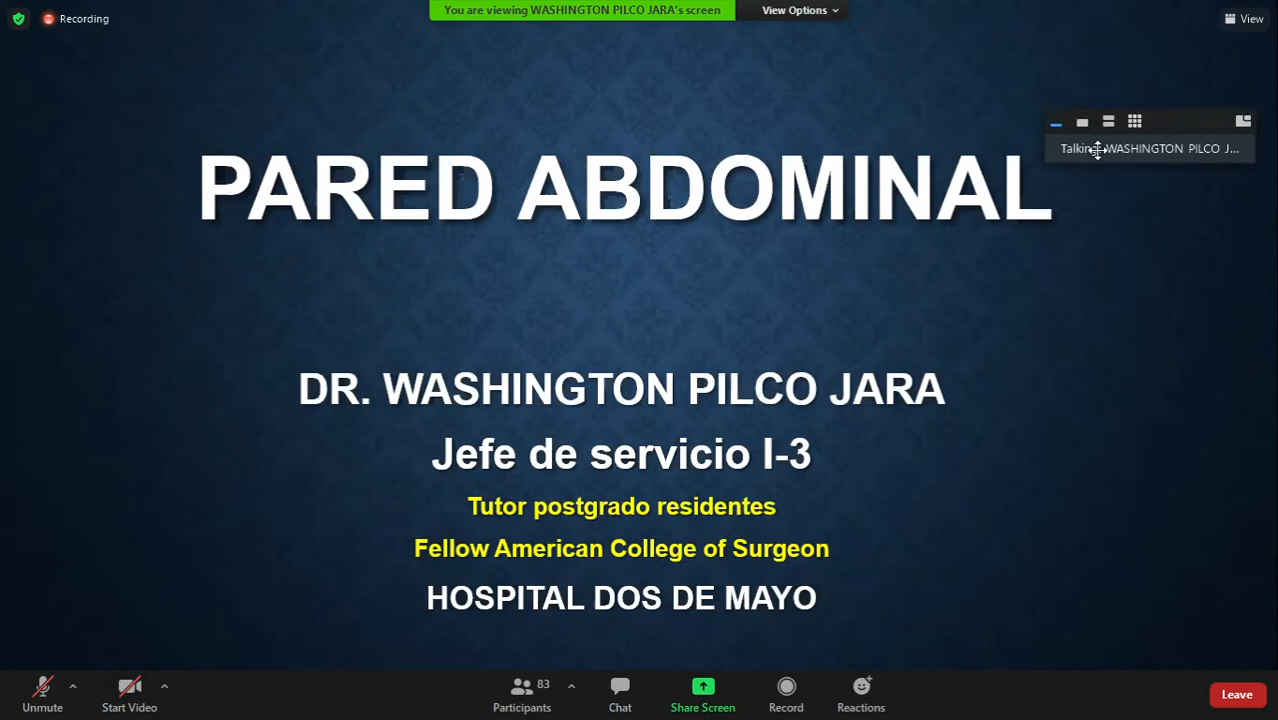 Recording
You are viewing WASHINGTON PILCO JARA's screen
View Options
View
Talking: WASHINGTON PILCO J...
PARED ABDOMINAL
DR. WASHINGTON PILCO JARA
Jefe de servicio I-3
Tutor postgrado residentes
Fellow American College of Surgeon
HOSPITAL DOS DE MAYO
Unmute
Start Video
83
Participants
Chat
Share Screen
Record
Reactions
Leave